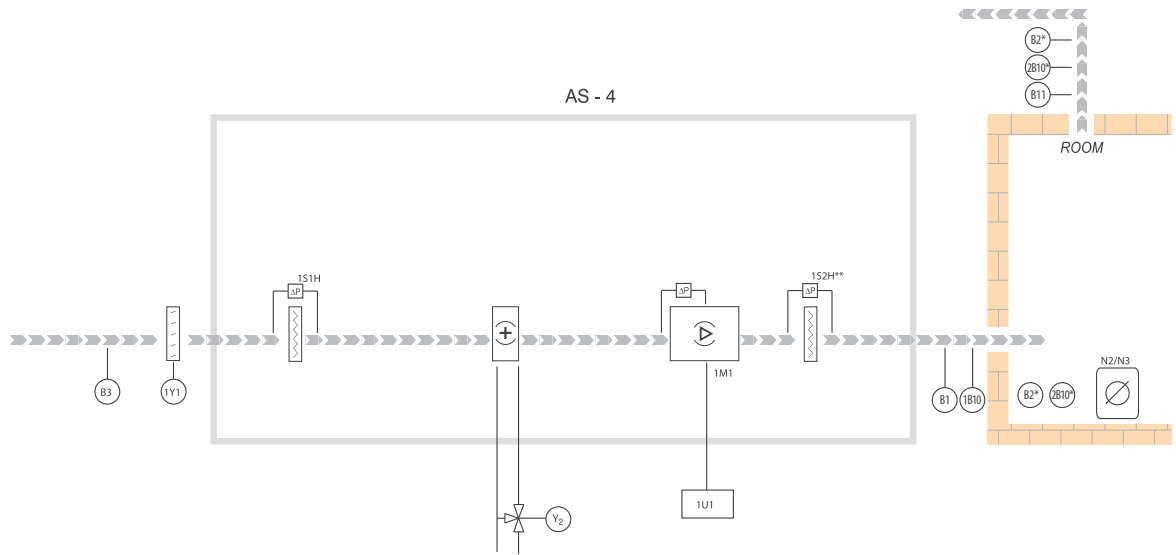 B2*
2B10*
B11
AS - 4
ROOM
1S1H
ΔP
ΔP
1S2H**
ΔP
1M1
B3
1Y1
B1
1B10
B2*
2B10*
N2/N3
1U1
Y2